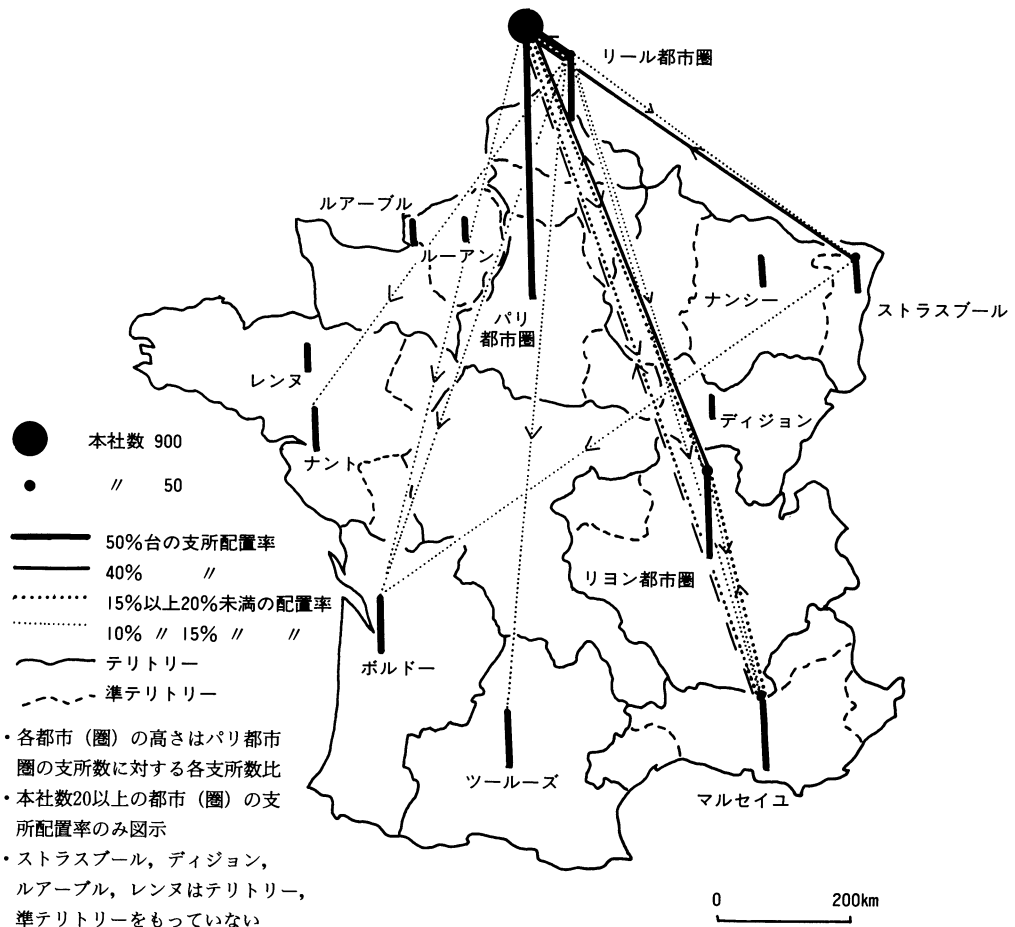 リール都市圏
ルアーブル
ルーアン
パリ
都市圏
ナンシー
ストラスブール
レンヌ
ディジョン
ナント
リヨン都市圏
ボルドー
ツールーズ
マルセイユ
本社数 900
〃 50
50%台の支所配置率
40% 〃
15%以上20%未満の配置率
10% 〃 15% 〃 〃
テリトリー
準テリトリー
・各都市（圏）の高さはパリ都市
圏の支所数に対する各支所数比
・本社数20以上の都市（圏）の支
所配置率のみ図示
・ストラスブール，ディジョン，
ルアーブル，レンヌはテリトリー，
準テリトリーをもっていない
0 200km